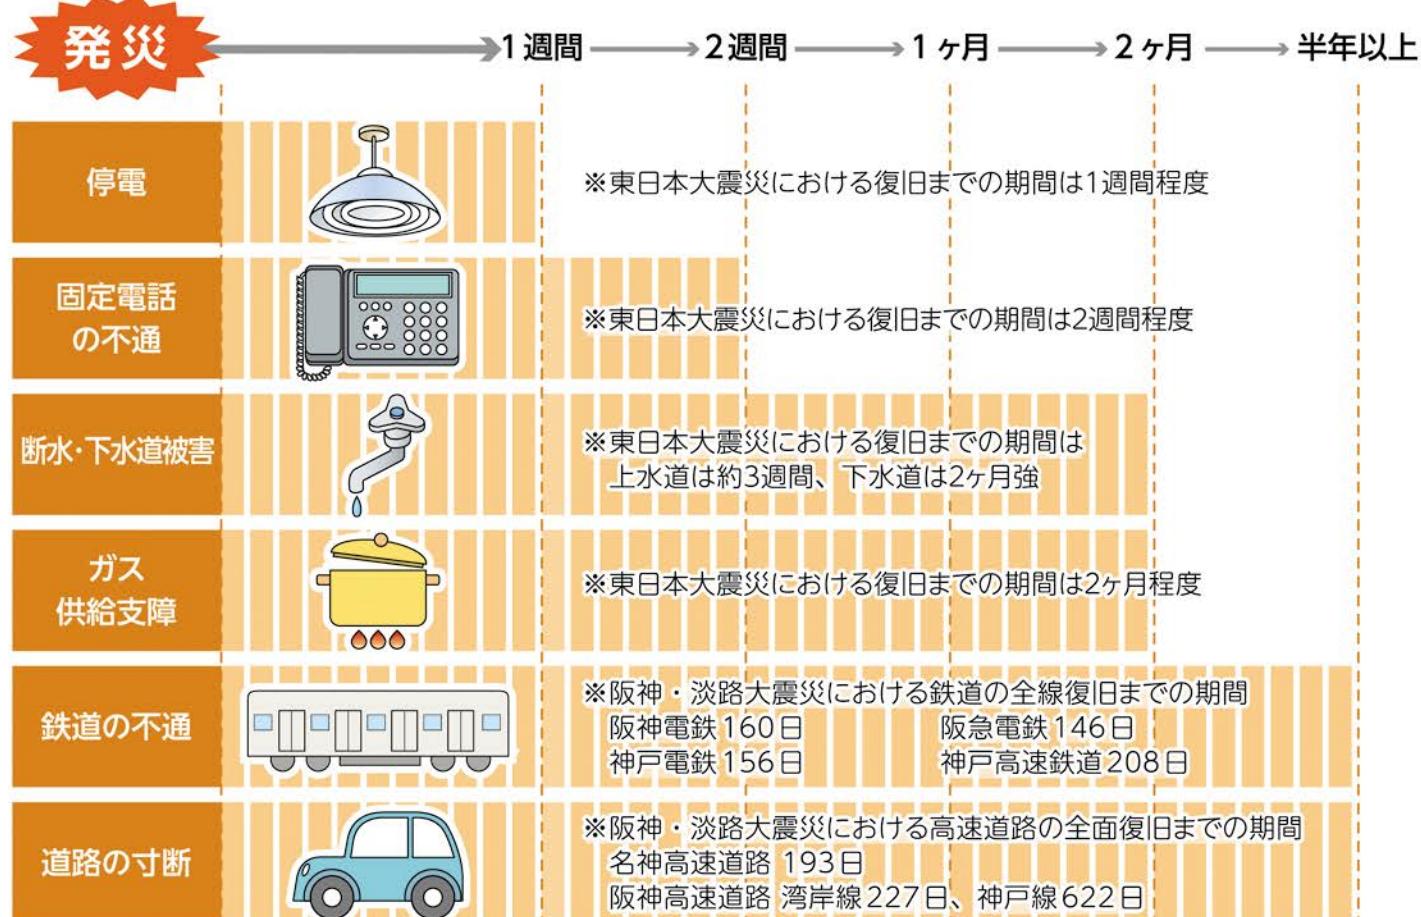 発災 1週間 2週間 1ヶ月 2ヶ月 半年以上
停電
※東日本大震災における復旧までの期間は1週間程度
固定電話
の不通
※東日本大震災における復旧までの期間は2週間程度
断水・下水道被害
※東日本大震災における復旧までの期間は
上水道は約3週間、下水道は2ヶ月強
ガス
供給支障
※東日本大震災における復旧までの期間は2ヶ月程度
鉄道の不通
※阪神・淡路大震災における鉄道の全線復旧までの期間
阪神電鉄160日 阪急電鉄146日
神戸電鉄156日 神戸高速鉄道208日
道路の寸断
※阪神・淡路大震災における高速道路の全面復旧までの期間
名神高速道路 193日
阪神高速道路 湾岸線227日、神戸線622日